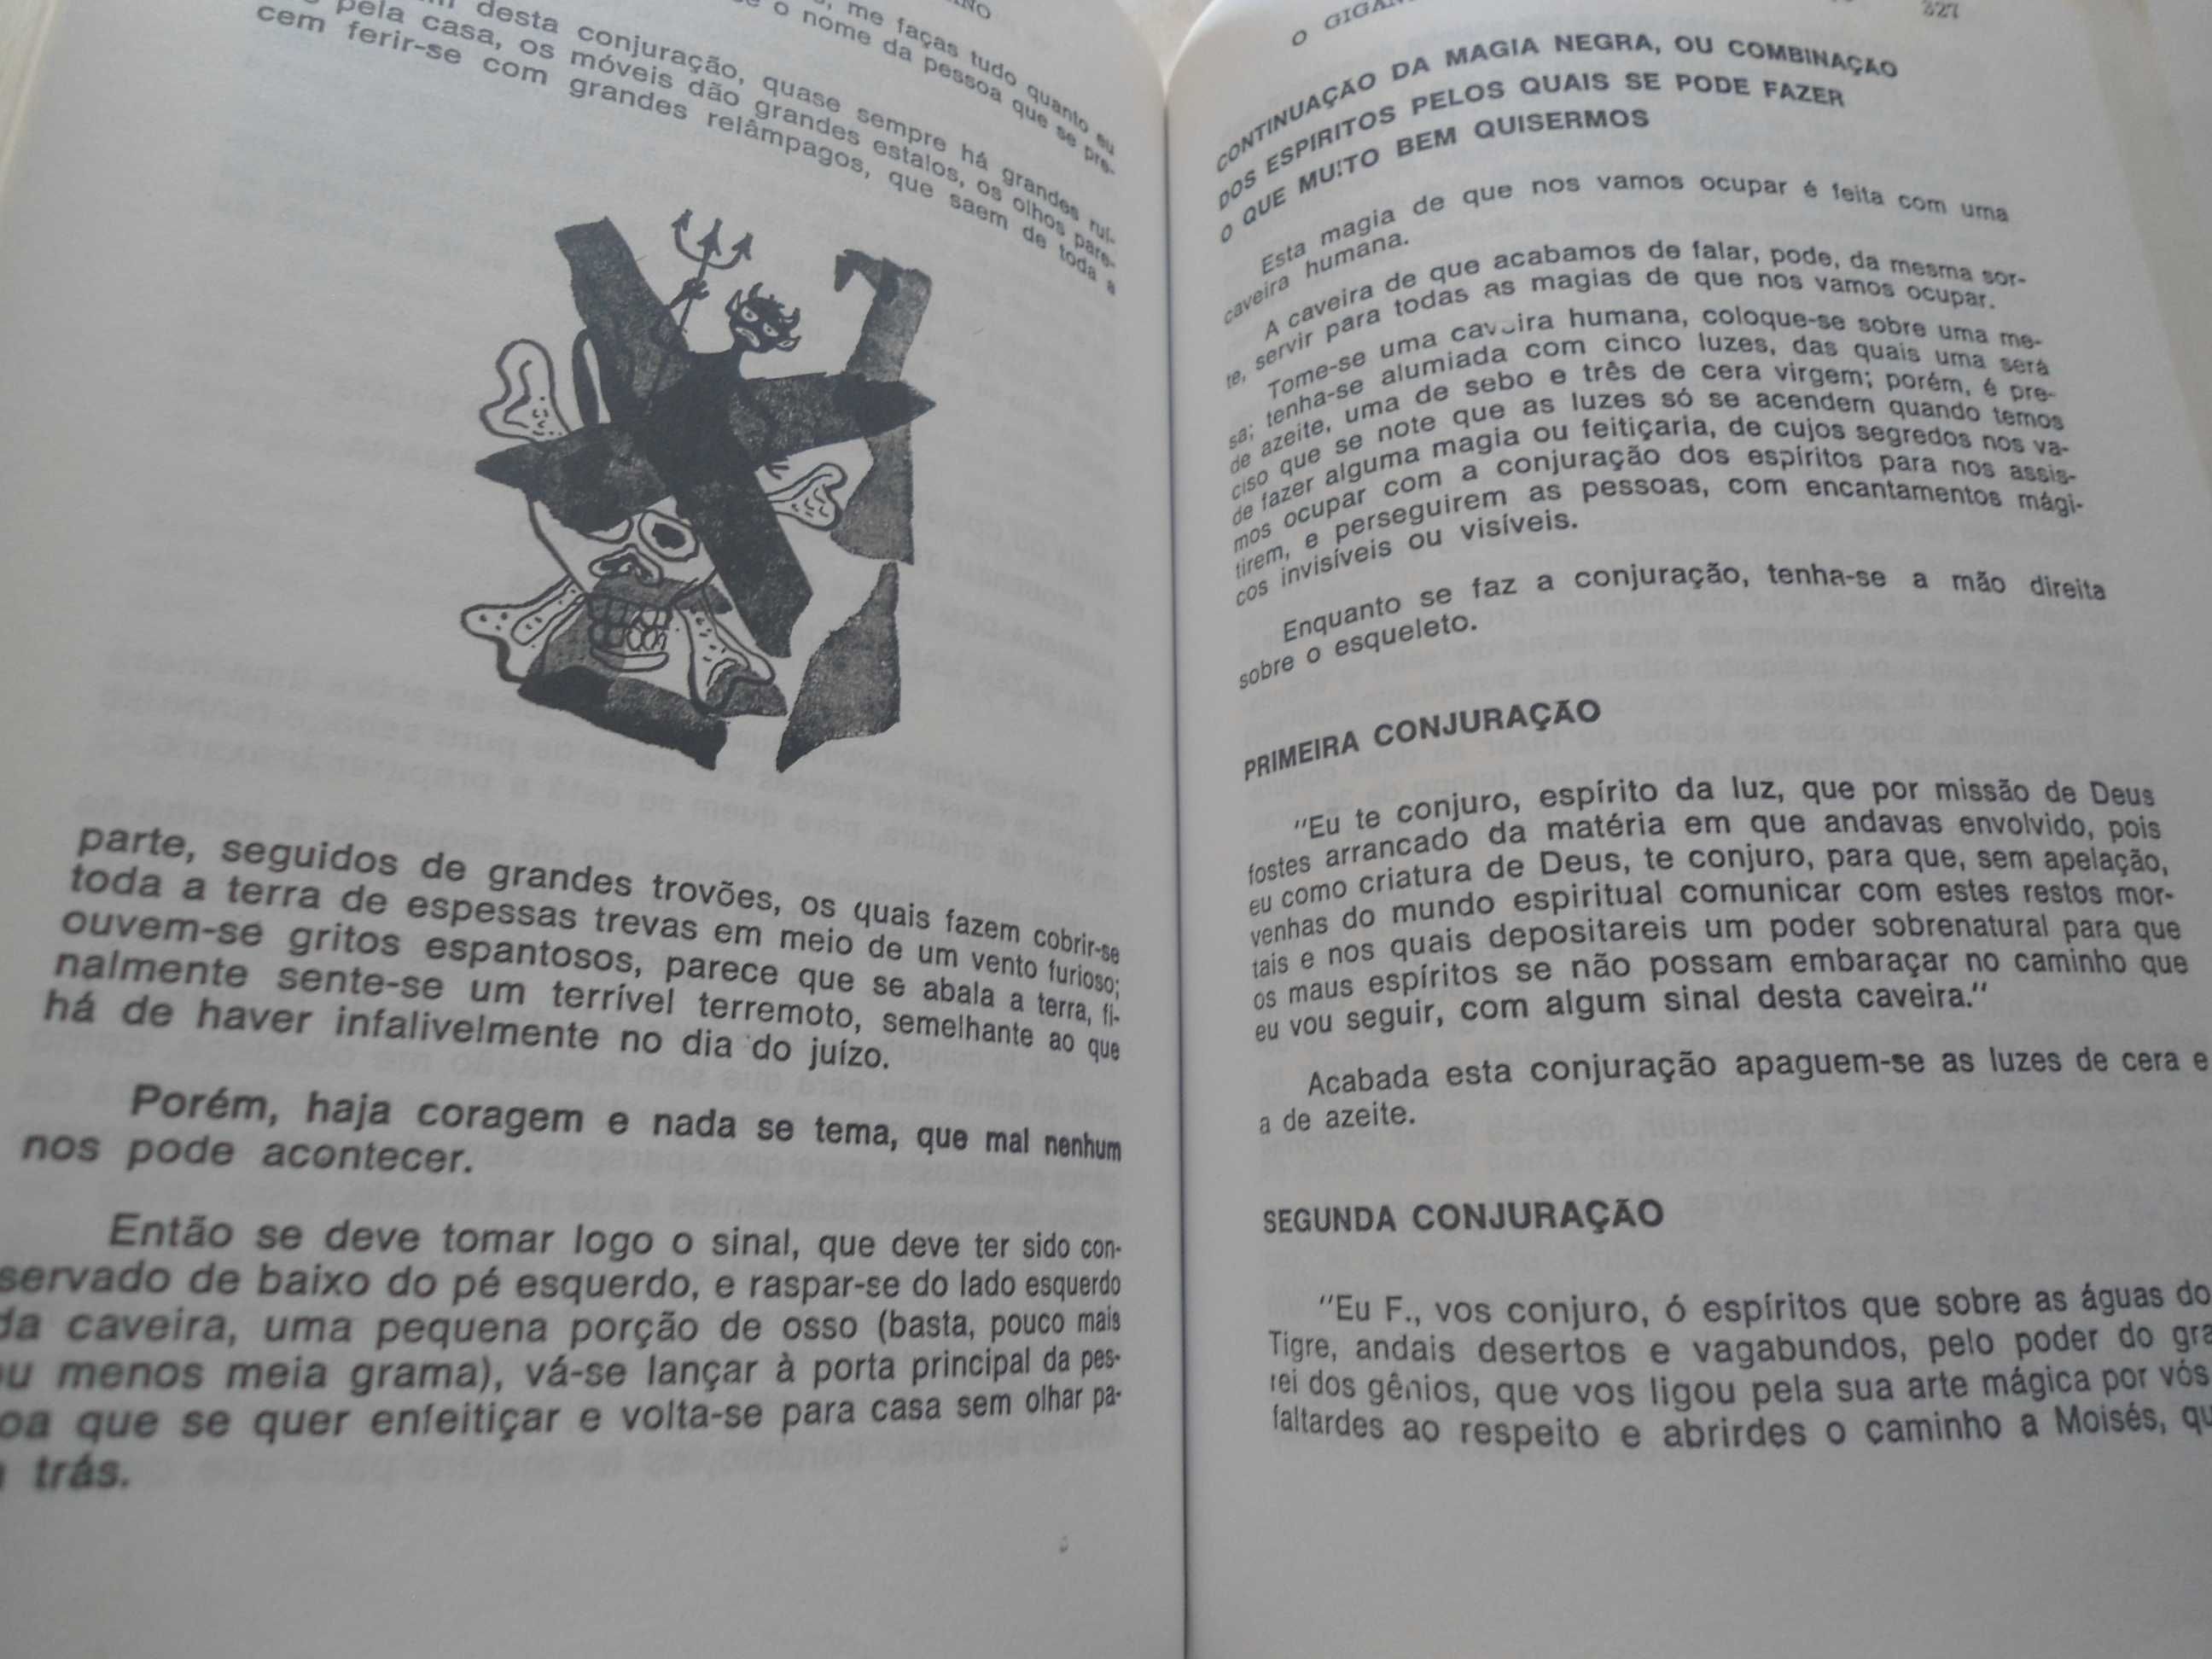 me faças tudo quanto eu
o nome da pessoa que se pre-
desta conjuração, quase sempre há grandes ruí-
pela casa, os móveis dão grandes estalos, os olhos pare-
cem ferir-se com grandes relâmpagos, que saem de toda a
parte, seguidos de grandes trovões, os quais fazem cobrir-se
toda a terra de espessas trevas em meio de um vento furioso;
ouvem-se gritos espantosos, parece que se abala a terra, fi-
nalmente sente-se um terrível terremoto, semelhante ao que
há de haver infalivelmente no dia do juízo.
Porém, haja coragem e nada se tema, que mal nenhum
nos pode acontecer.
Então se deve tomar logo o sinal, que deve ter sido con-
servado de baixo do pé esquerdo, e raspar-se do lado esquerdo
da caveira, uma pequena porção de osso (basta, pouco mais
ou menos meia grama), vá-se lançar à porta principal da pes-
oa que se quer enfeitiçar e volta-se para casa sem olhar pa-
trás.
O 327
CONTINUAÇÃO DA MAGIA NEGRA, OU COMBINAÇÃO
DOS ESPIRITOS PELOS QUAIS SE PODE FAZER
O QUE MUITO BEM QUISERMOS
Esta magia de que nos vamos ocupar é feita com uma
caveira humana.
A caveira de que acabamos de falar, pode, da mesma sor-
te, servir para todas as magias de que nos vamos ocupar.
Tome-se uma caveira humana, coloque-se sobre uma me-
sa; tenha-se alumiada com cinco luzes, das quais uma será
de azeite, uma de sebo e três de cera virgem; porém, é pre-
ciso que se note que as luzes só se acendem quando temos
de fazer alguma magia ou feitiçaria, de cujos segredos nos va-
mos ocupar com a conjuração dos espíritos para nos assis-
tirem, e perseguirem as pessoas, com encantamentos mági-
cos invisíveis ou visíveis.
Enquanto se faz a conjuração, tenha-se a mão direita
sobre o esqueleto.
PRIMEIRA CONJURAÇÃO
"Eu te conjuro, espírito da luz, que por missão de Deus
fostes arrancado da matéria em que andavas envolvido, pois
eu como criatura de Deus, te conjuro, para que, sem apelação,
venhas do mundo espiritual comunicar com estes restos mor-
tais e nos quais depositareis um poder sobrenatural para que
os maus espíritos se não possam embaraçar no caminho que
eu vou seguir, com algum sinal desta caveira."
Acabada esta conjuração apaguem-se as luzes de cera e
a de azeite.
SEGUNDA CONJURAÇÃO
"Eu F., vos conjuro, ó espíritos que sobre as águas do
Tigre, andais desertos e vagabundos, pelo poder do gra
rei dos gênios, que vos ligou pela sua arte mágica por vós
faltardes ao respeito e abrirdes o caminho a Moisés, qu